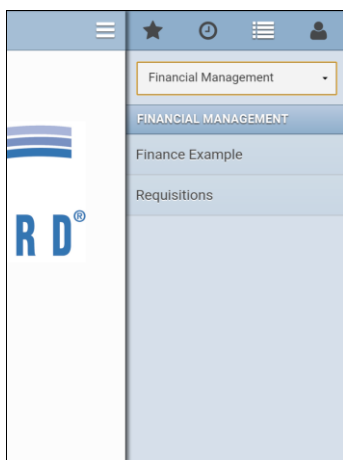 Financial Management
FINANCIAL MANAGEMENT
Finance Example
Requisitions
R D®